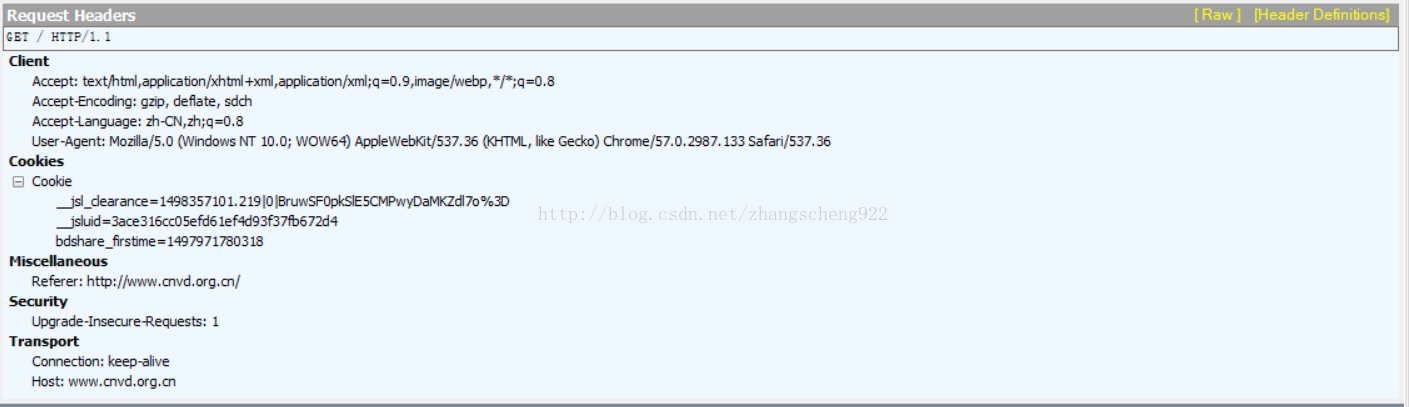 Request Headers [ Raw ] [Header Definitions]
GET / HTTP/1.1
Client
Accept: text/html,application/xhtml+xml,application/xml;q=0.9,image/webp,*/*;q=0.8
Accept-Encoding: gzip, deflate, sdch
Accept-Language: zh-CN,zh;q=0.8
User-Agent: Mozilla/5.0 (Windows NT 10.0; WOW64) AppleWebKit/537.36 (KHTML, like Gecko) Chrome/57.0.2987.133 Safari/537.36
Cookies
Cookie
__jsl_clearance=1498357101.219|0|BruwSF0pkSlE5CMPwyDaMKZdl7o%3D
__jsluid=3ace316cc05efd61ef4d93f37fb672d4
http://blog.csdn.net/zhangscheng922
bdshare_firstime=1497971780318
Miscellaneous
Referer: http://www.cnvd.org.cn/
Security
Upgrade-Insecure-Requests: 1
Transport
Connection: keep-alive
Host: www.cnvd.org.cn